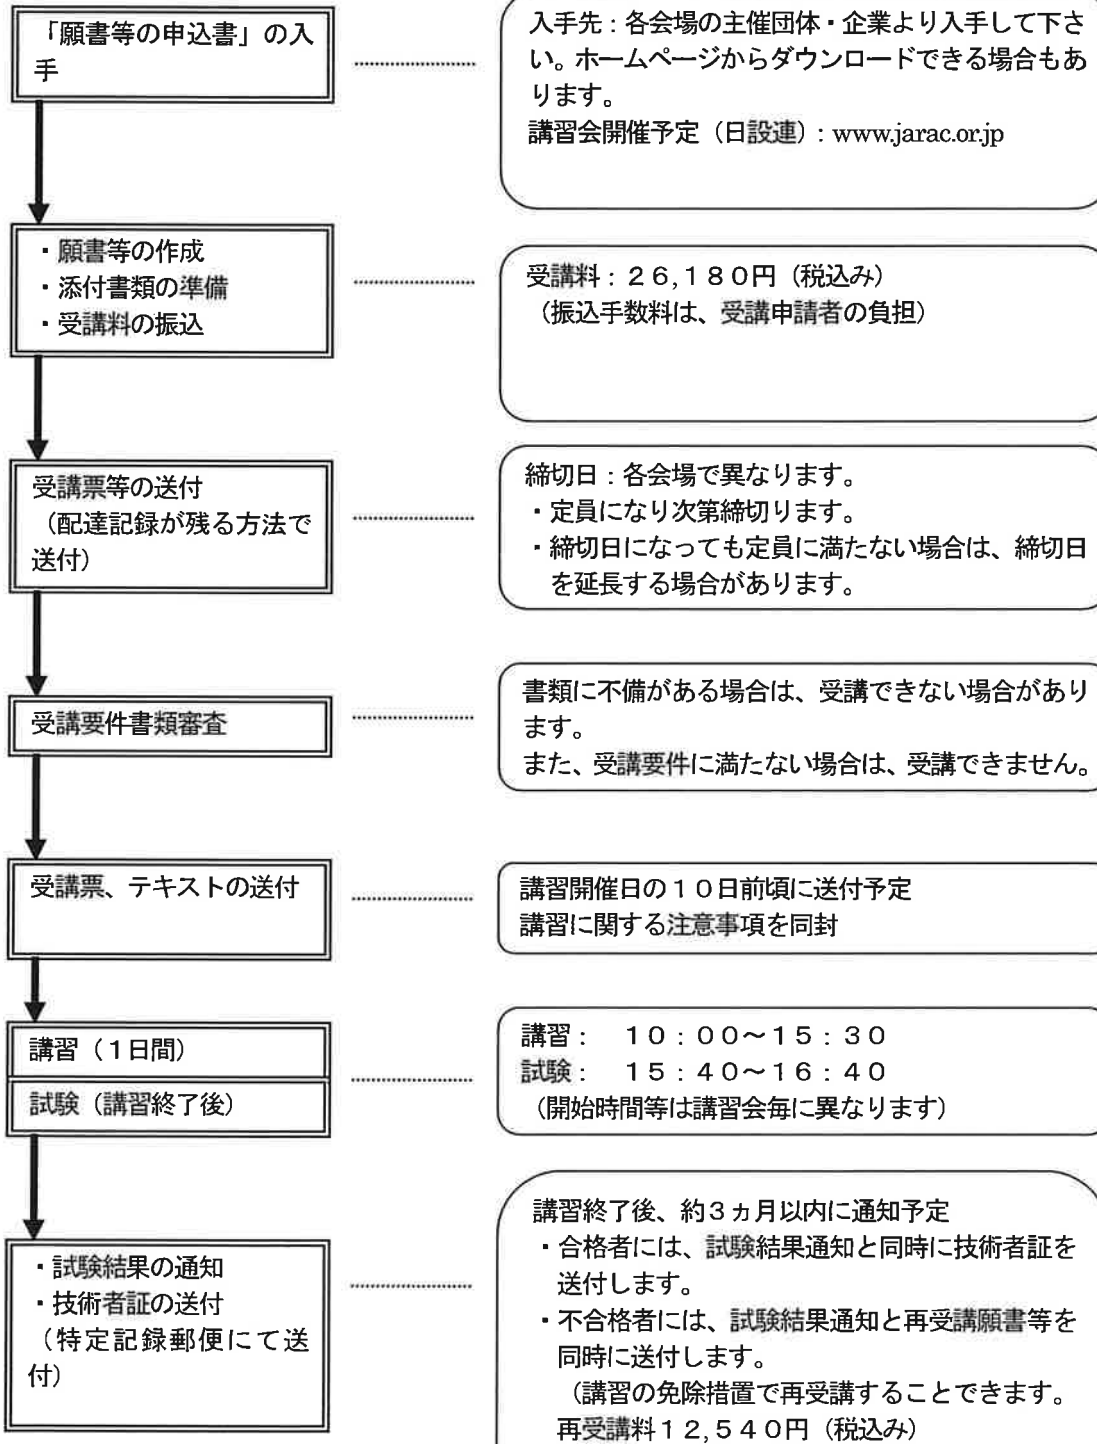 「願書等の申込書」の入
手
入手先：各会場の主催団体・企業より入手して下さ
い。ホームページからダウンロードできる場合もあ
ります。
講習会開催予定（日設連）：www.jarac.or.jp
・願書等の作成
・添付書類の準備
・受講料の振込
受講料：２６,１８０円（税込み）
（振込手数料は、受講申請者の負担）
受講票等の送付
（配達記録が残る方法で
送付）
締切日：各会場で異なります。
・定員になり次第締切ります。
・締切日になっても定員に満たない場合は、締切日
を延長する場合があります。
受講要件書類審査
書類に不備がある場合は、受講できない場合があり
ます。
また、受講要件に満たない場合は、受講できません。
受講票、テキストの送付
講習開催日の１０日前頃に送付予定
講習に関する注意事項を同封
講習（１日間）
試験（講習終了後）
講習：　１０：００～１５：３０
試験：　１５：４０～１６：４０
（開始時間等は講習会毎に異なります）
・試験結果の通知
・技術者証の送付
（特定記録郵便にて送
付）
講習終了後、約３ヵ月以内に通知予定
・合格者には、試験結果通知と同時に技術者証を
送付します。
・不合格者には、試験結果通知と再受講願書等を
同時に送付します。
（講習の免除措置で再受講することできます。
再受講料１２,５４０円（税込み）